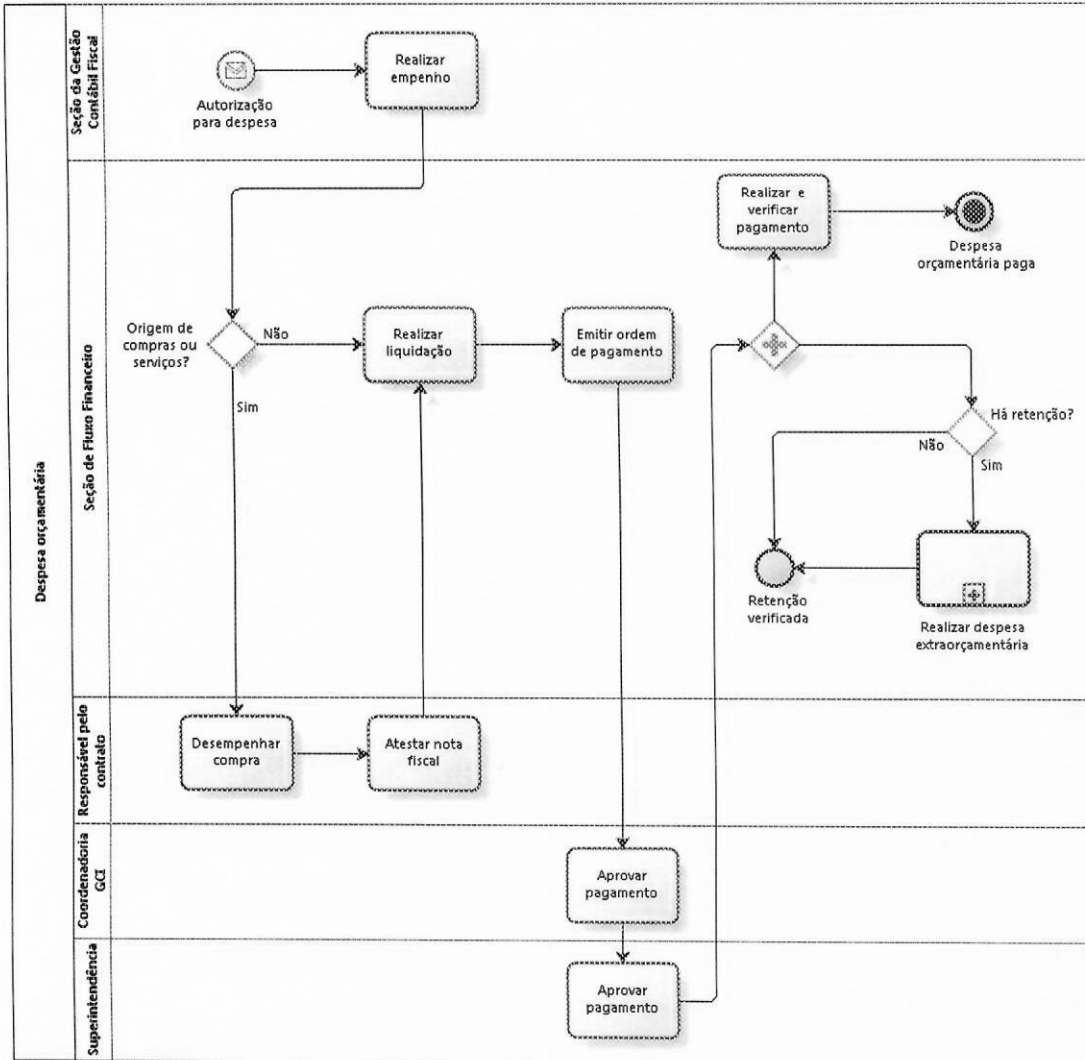 Despesa orçamentária
Seção da Gestão
Contábil Fiscal
Autorização
para despesa
Realizar
empenho
Seção de Fluxo Financeiro
Origem de
compras ou
serviços?
Não
Sim
Realizar
liquidação
Emitir ordem
de pagamento
Realizar e
verificar
pagamento
Despesa
orçamentária paga
Há retenção?
Não
Sim
Retenção
verificada
Realizar despesa
extraorçamentária
Responsável pelo
contrato
Desempenhar
compra
Atestar nota
fiscal
Coordenadoria
GCI
Aprovar
pagamento
Superintendência
Aprovar
pagamento